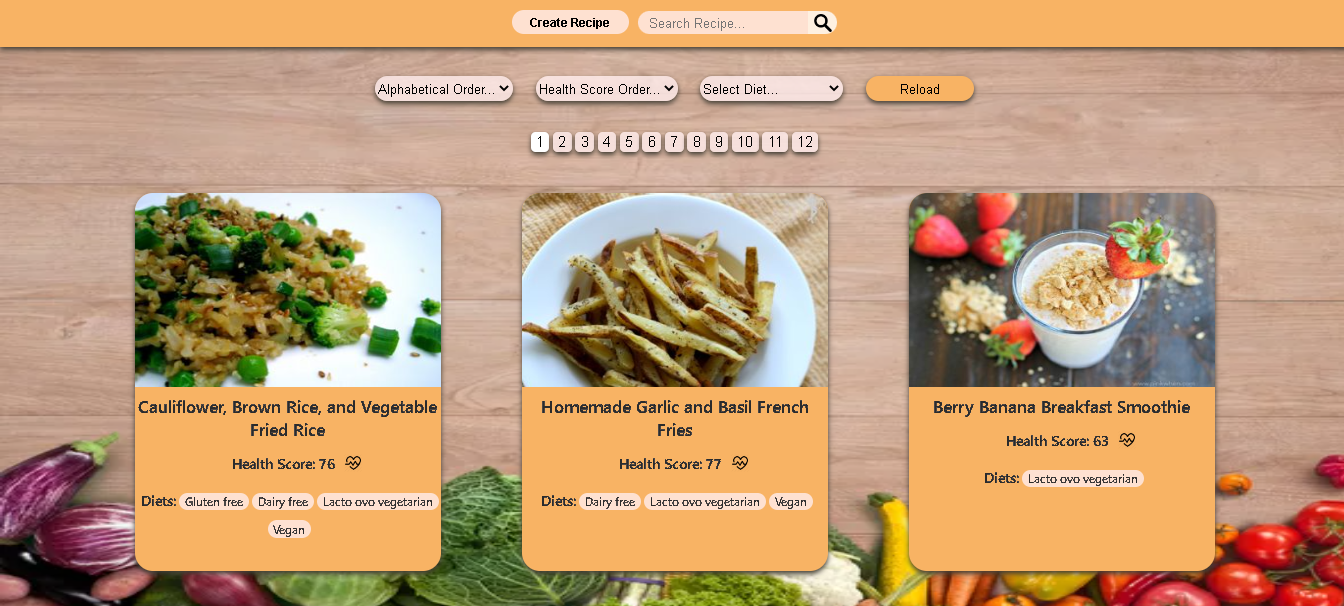 Create Recipe Search Recipe...
Alphabetical Order... Health Score Order... Select Diet... Reload
1 2 3 4 5 6 7 8 9 10 11 12
Cauliflower, Brown Rice, and Vegetable
Fried Rice
Health Score: 76
Diets: Gluten free Dairy free Lacto ovo vegetarian
Vegan
Homemade Garlic and Basil French
Fries
Health Score: 77
Diets: Dairy free Lacto ovo vegetarian Vegan
Berry Banana Breakfast Smoothie
Health Score: 63
Diets: Lacto ovo vegetarian